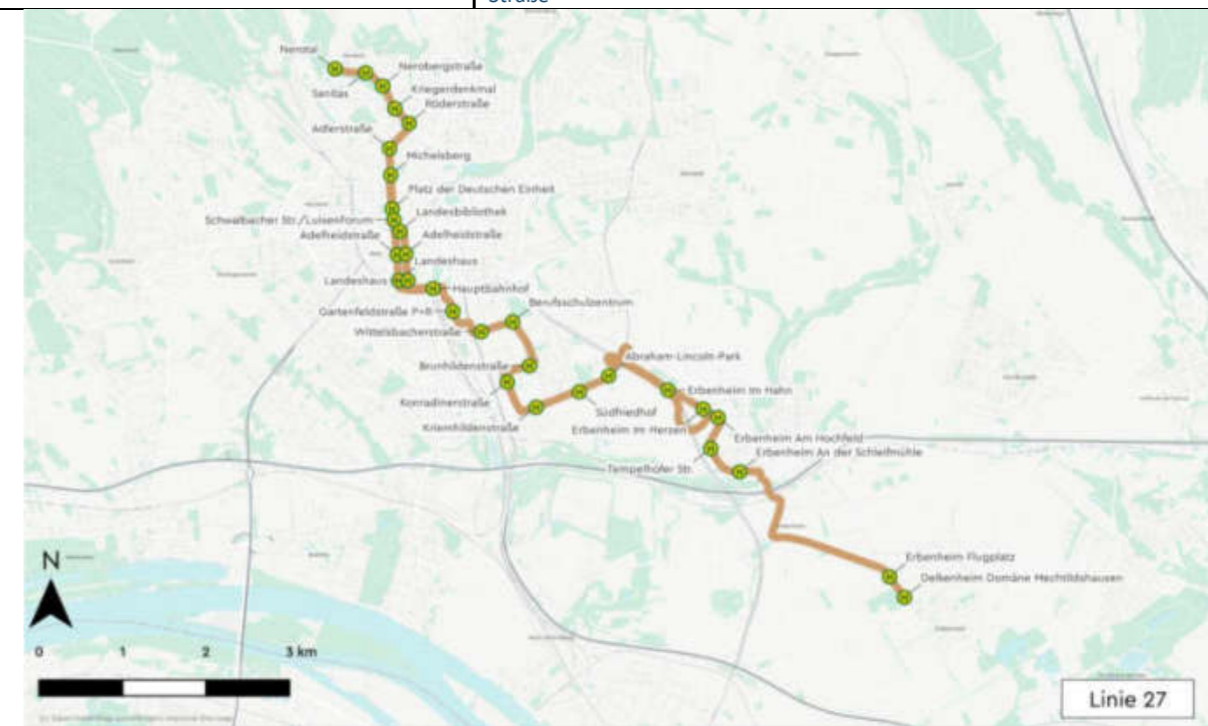 Straße
Nerotal
Nerobergstraße
Sanitas
Kriegerdenkmal
Röderstraße
Adlerstraße
Michelsberg
Platz der Deutschen Einheit
Schwalbacher Str./Luisenforum
Landesbibliothek
Adelheidstraße
Adelheidstraße
Landeshaus
Landeshaus
Hauptbahnhof
Gartenfeldstraße P+R
Berufsschulzentrum
Wittelsbacherstraße
Abraham-Lincoln-Park
Brunhildenstraße
Erbenheim Im Hahn
Konradinerstraße
Südfriedhof
Kriemhildenstraße
Erbenheim Im Herzen
Erbenheim Am Hochfeld
Erbenheim An der Schleifmühle
Tempelhofer Str.
Erbenheim Flugplatz
Delkenheim Domäne Mechtildshausen
N
0 1 2 3 km
Linie 27